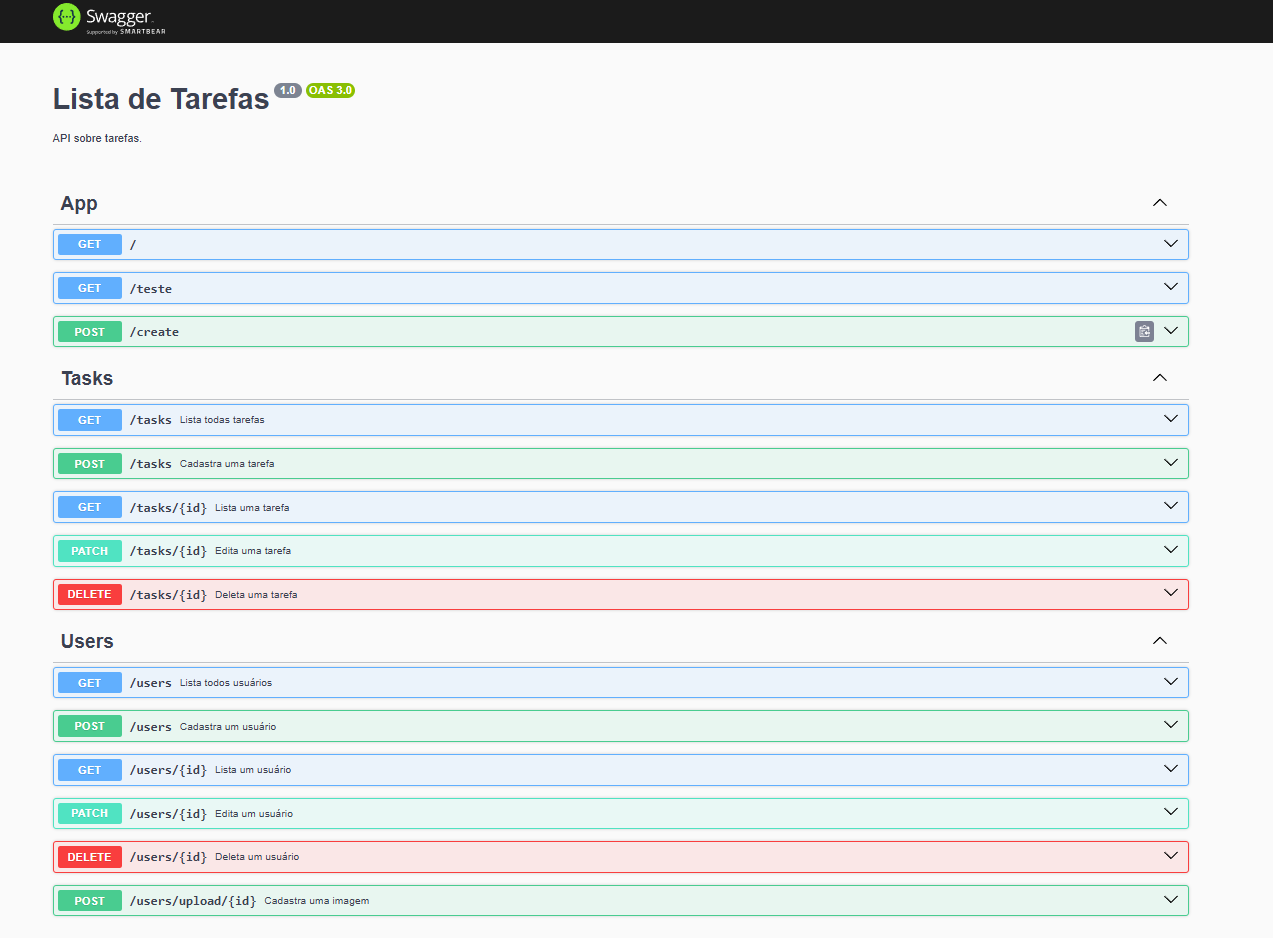 Swagger
Supported by SMARTBEAR
Lista de Tarefas 1.0 OAS 3.0
API sobre tarefas.
App
GET /
GET /teste
POST /create
Tasks
GET /tasks Lista todas tarefas
POST /tasks Cadastra uma tarefa
GET /tasks/{id} Lista uma tarefa
PATCH /tasks/{id} Edita uma tarefa
DELETE /tasks/{id} Deleta uma tarefa
Users
GET /users Lista todos usuários
POST /users Cadastra um usuário
GET /users/{id} Lista um usuário
PATCH /users/{id} Edita um usuário
DELETE /users/{id} Deleta um usuário
POST /users/upload/{id} Cadastra uma imagem